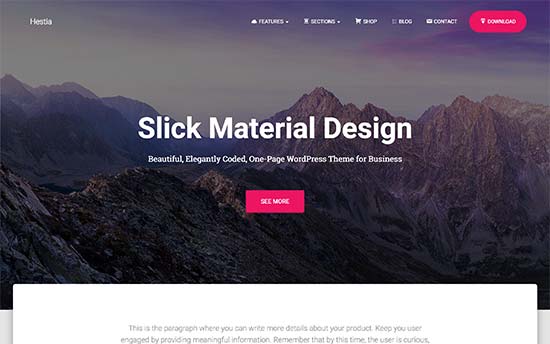 Hestia FEATURES SECTIONS SHOP BLOG CONTACT DOWNLOAD
Slick Material Design
Beautiful, Elegantly Coded, One-Page WordPress Theme for Business
SEE MORE
This is the paragraph where you can write more details about your product. Keep you user
engaged by providing meaningful information. Remember that by this time, the user is curious,